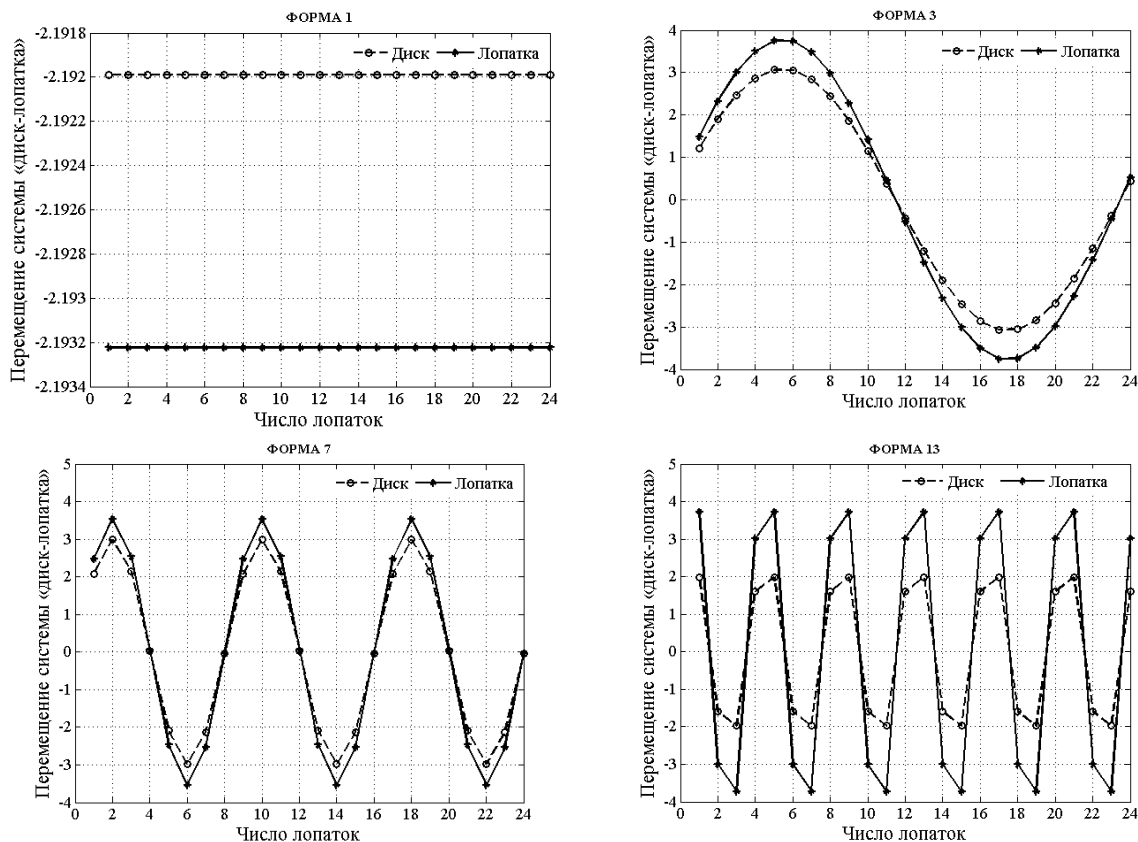 ФОРМА 1
Перемещение системы «диск-лопатка»
-2.1918
-2.192
-2.1922
-2.1924
-2.1926
-2.1928
-2.193
-2.1932
-2.1934
Диск Лопатка
0 2 4 6 8 10 12 14 16 18 20 22 24
Число лопаток
ФОРМА 3
Перемещение системы «диск-лопатка»
4
3
2
1
0
-1
-2
-3
-4
Диск Лопатка
0 2 4 6 8 10 12 14 16 18 20 22 24
Число лопаток
ФОРМА 7
Перемещение системы «диск-лопатка»
5
4
3
2
1
0
-1
-2
-3
-4
Диск Лопатка
0 2 4 6 8 10 12 14 16 18 20 22 24
Число лопаток
ФОРМА 13
Перемещение системы «диск-лопатка»
5
4
3
2
1
0
-1
-2
-3
-4
Диск Лопатка
0 2 4 6 8 10 12 14 16 18 20 22 24
Число лопаток